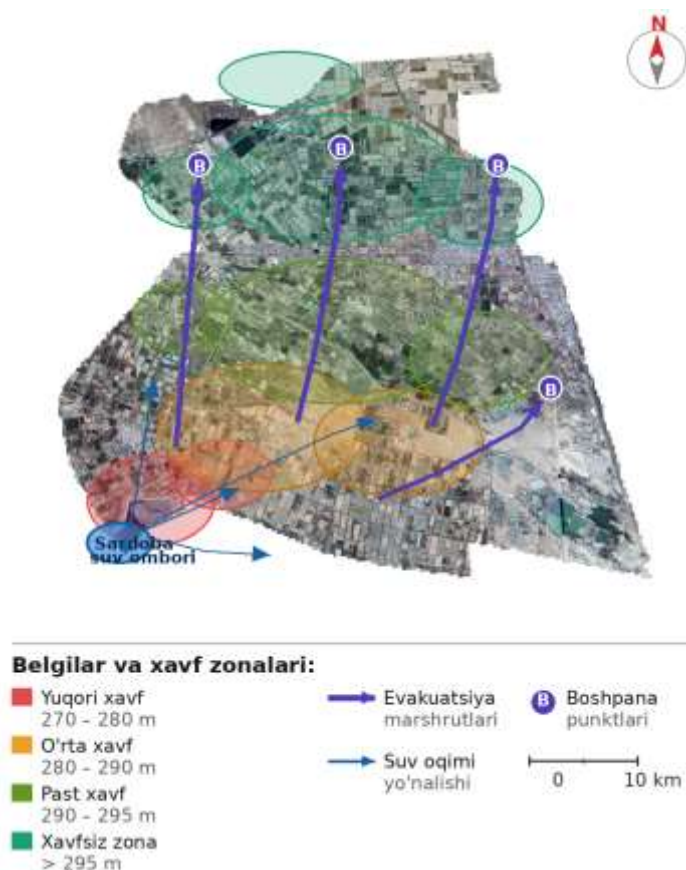 N
B
B
B
B
Sardoba
suv ombori
Belgilar va xavf zonalari:
Yuqori xavf
270 – 280 m
O'rta xavf
280 – 290 m
Past xavf
290 – 295 m
Xavfsiz zona
> 295 m
Evakuatsiya
marshrutlari
Suv oqimi
yo'nalishi
B
Boshpana
punktlari
0 10 km